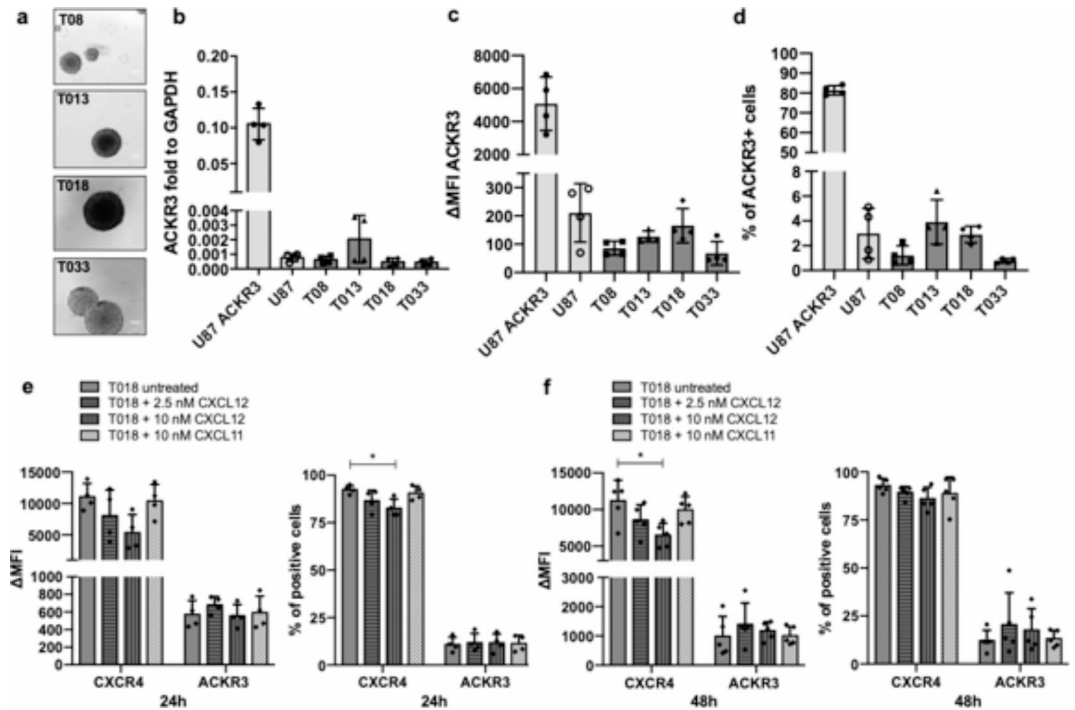 a
T08
T013
T018
T033
b
ACKR3 fold to GAPDH
0.20
0.15
0.10
0.05
0.004
0.003
0.002
0.001
0.000
U87 ACKR3
U87
T08
T013
T018
T033
c
ΔMFI ACKR3
8000
6000
4000
2000
300
200
100
0
U87 ACKR3
U87
T08
T013
T018
T033
d
% of ACKR3+ cells
100
90
80
70
60
50
40
8
6
4
2
0
U87 ACKR3
U87
T08
T013
T018
T033
e
T018 untreated
T018 + 2.5 nM CXCL12
T018 + 10 nM CXCL12
T018 + 10 nM CXCL11
ΔMFI
15000
10000
5000
1000
800
600
400
200
0
CXCR4
ACKR3
24h
% of positive cells
100
75
50
25
0
*
CXCR4
ACKR3
24h
f
T018 untreated
T018 + 2.5 nM CXCL12
T018 + 10 nM CXCL12
T018 + 10 nM CXCL11
ΔMFI
15000
10000
5000
3000
2000
1000
0
*
CXCR4
ACKR3
48h
% of positive cells
100
75
50
25
0
CXCR4
ACKR3
48h